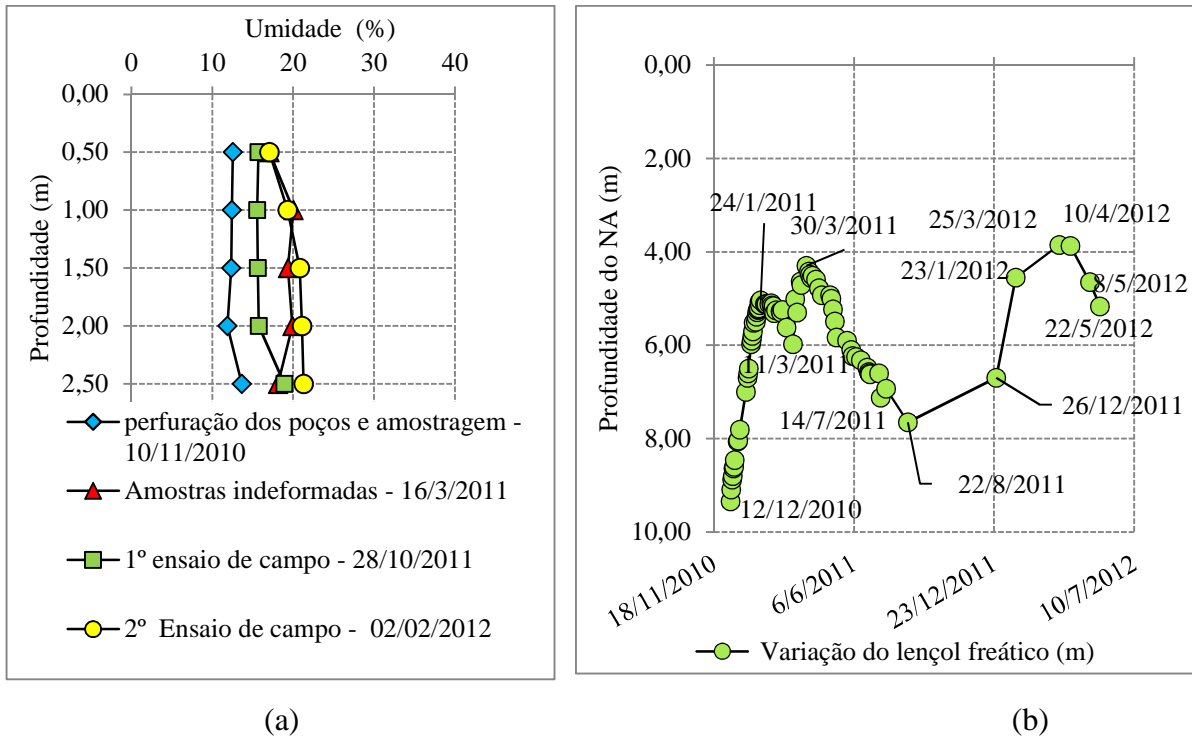 Umidade (%)
0 10 20 30 40
Profundidade (m)
0,00
0,50
1,00
1,50
2,00
2,50
perfuração dos poços e amostragem -
10/11/2010
Amostras indeformadas - 16/3/2011
1º ensaio de campo - 28/10/2011
2º Ensaio de campo - 02/02/2012
(a)
Profundidade do NA (m)
0,00
2,00
4,00
6,00
8,00
10,00
24/1/2011
30/3/2011
25/3/2012
10/4/2012
23/1/2012
8/5/2012
22/5/2012
11/3/2011
14/7/2011
26/12/2011
22/8/2011
12/12/2010
18/11/2010
6/6/2011
23/12/2011
10/7/2012
Variação do lençol freático (m)
(b)